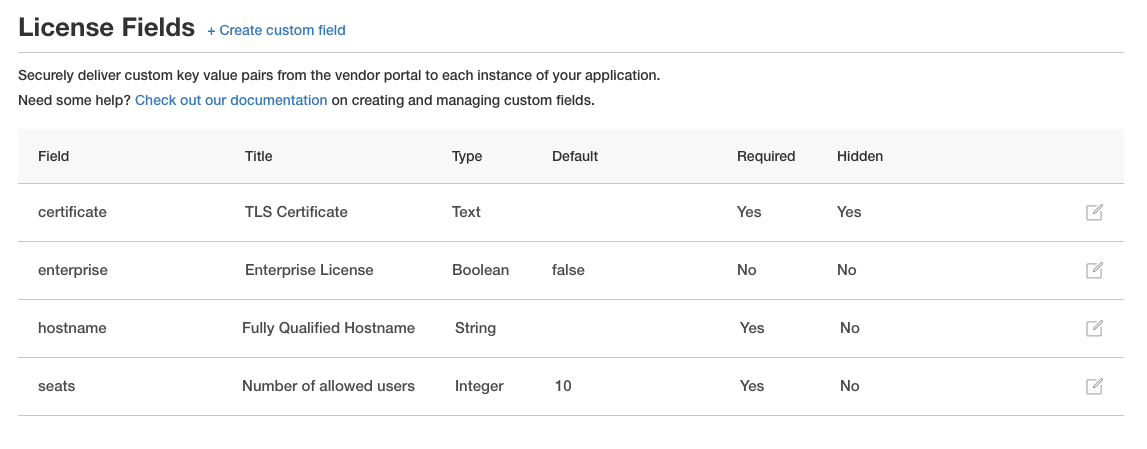 License Fields + Create custom field
Securely deliver custom key value pairs from the vendor portal to each instance of your application.
Need some help? Check out our documentation on creating and managing custom fields.
Field Title Type Default Required Hidden
certificate TLS Certificate Text Yes Yes
enterprise Enterprise License Boolean false No No
hostname Fully Qualified Hostname String Yes No
seats Number of allowed users Integer 10 Yes No